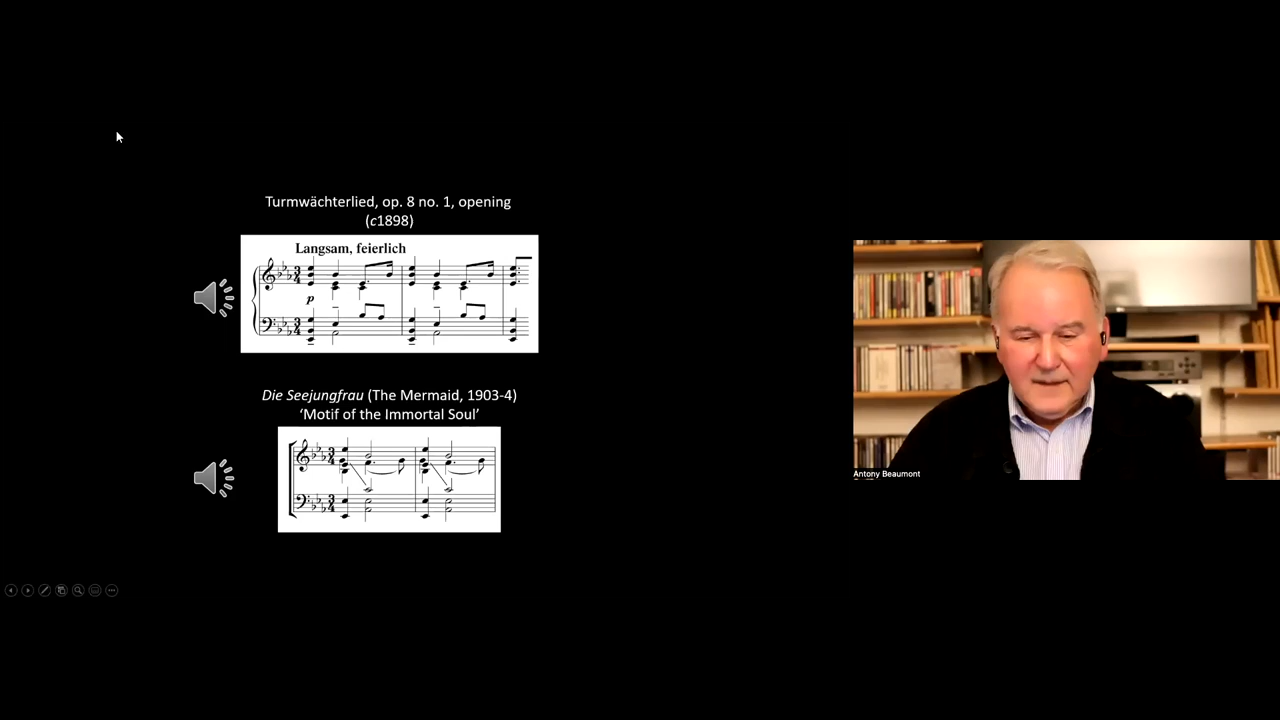 Turmwächterlied, op. 8 no. 1, opening
(c1898)
Langsam, feierlich
p
Die Seejungfrau (The Mermaid, 1903-4)
‘Motif of the Immortal Soul’
Antony Beaumont